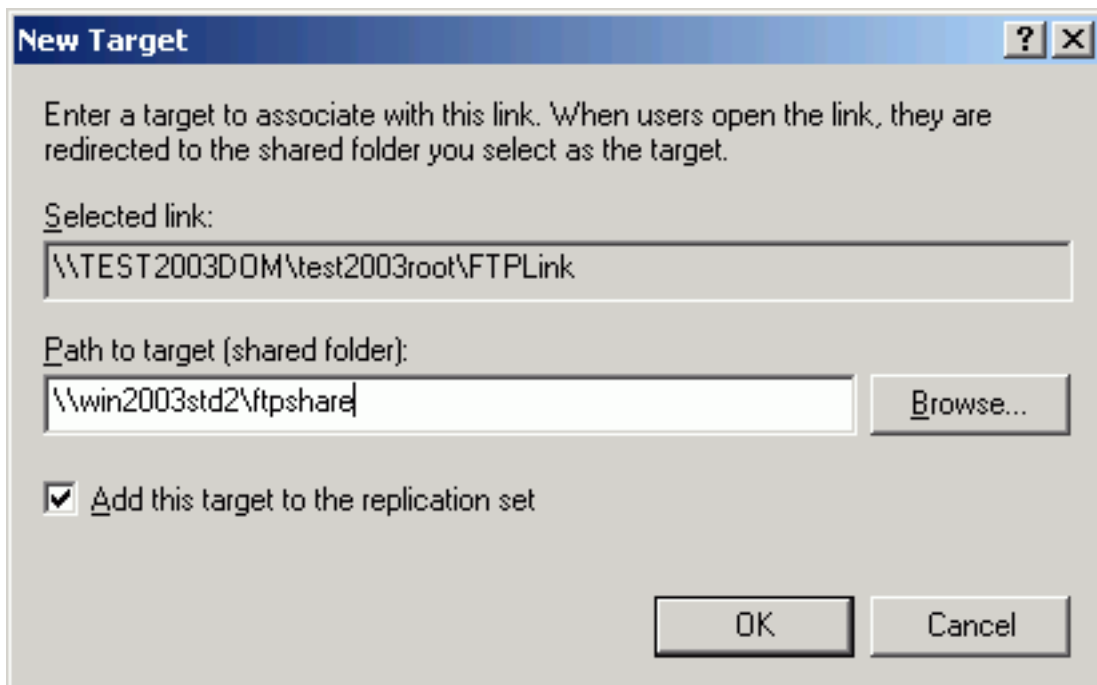 New Target
Enter a target to associate with this link. When users open the link, they are
redirected to the shared folder you select as the target.
Selected link:
\\TEST2003DOM\test2003root\FTPLink
Path to target (shared folder):
\\win2003std2\ftpshare
Browse...
Add this target to the replication set
OK
Cancel